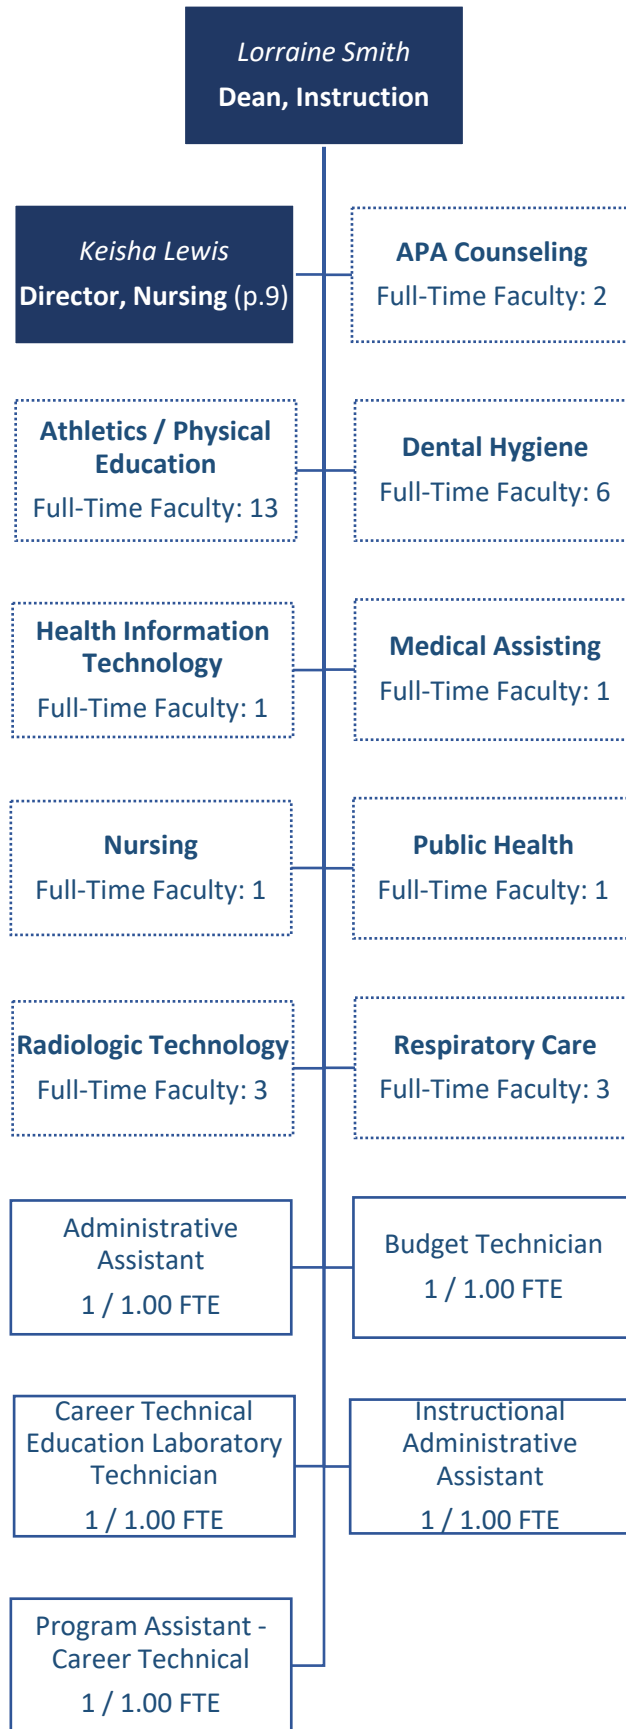 Lorraine Smith
Dean, Instruction
Keisha Lewis
Director, Nursing (p.9)
APA Counseling
Full-Time Faculty: 2
Athletics / Physical
Education
Full-Time Faculty: 13
Dental Hygiene
Full-Time Faculty: 6
Health Information
Technology
Full-Time Faculty: 1
Medical Assisting
Full-Time Faculty: 1
Nursing
Full-Time Faculty: 1
Public Health
Full-Time Faculty: 1
Radiologic Technology
Full-Time Faculty: 3
Respiratory Care
Full-Time Faculty: 3
Administrative
Assistant
1 / 1.00 FTE
Budget Technician
1 / 1.00 FTE
Career Technical
Education Laboratory
Technician
1 / 1.00 FTE
Instructional
Administrative
Assistant
1 / 1.00 FTE
Program Assistant -
Career Technical
1 / 1.00 FTE